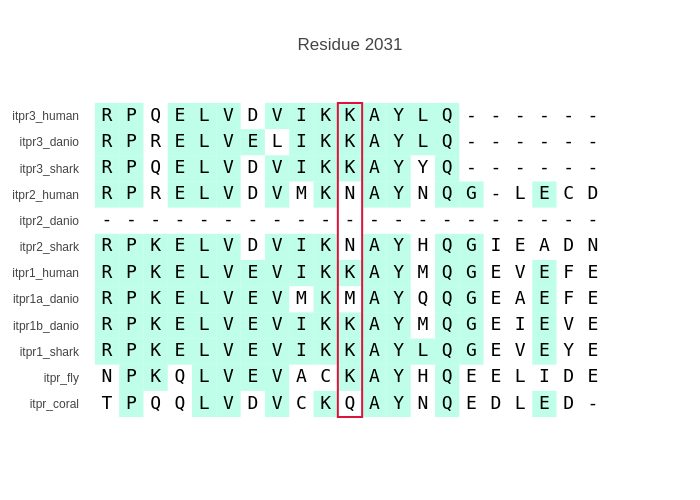 Residue 2031
itpr3_human R P Q E L V D V I K K A Y L Q - - - - - -
itpr3_danio R P R E L V E L I K K A Y L Q - - - - - -
itpr3_shark R P Q E L V D V I K K A Y Y Q - - - - - -
itpr2_human R P R E L V D V M K N A Y N Q G - L E C D
itpr2_danio - - - - - - - - - - - - - - - - - - - - -
itpr2_shark R P K E L V D V I K N A Y H Q G I E A D N
itpr1_human R P K E L V E V I K K A Y M Q G E V E F E
itpr1a_danio R P K E L V E V M K M A Y Q Q G E A E F E
itpr1b_danio R P K E L V E V I K K A Y M Q G E I E V E
itpr1_shark R P K E L V E V I K K A Y L Q G E V E Y E
itpr_fly N P K Q L V E V A C K A Y H Q E E L I D E
itpr_coral T P Q Q L V D V C K Q A Y N Q E D L E D -